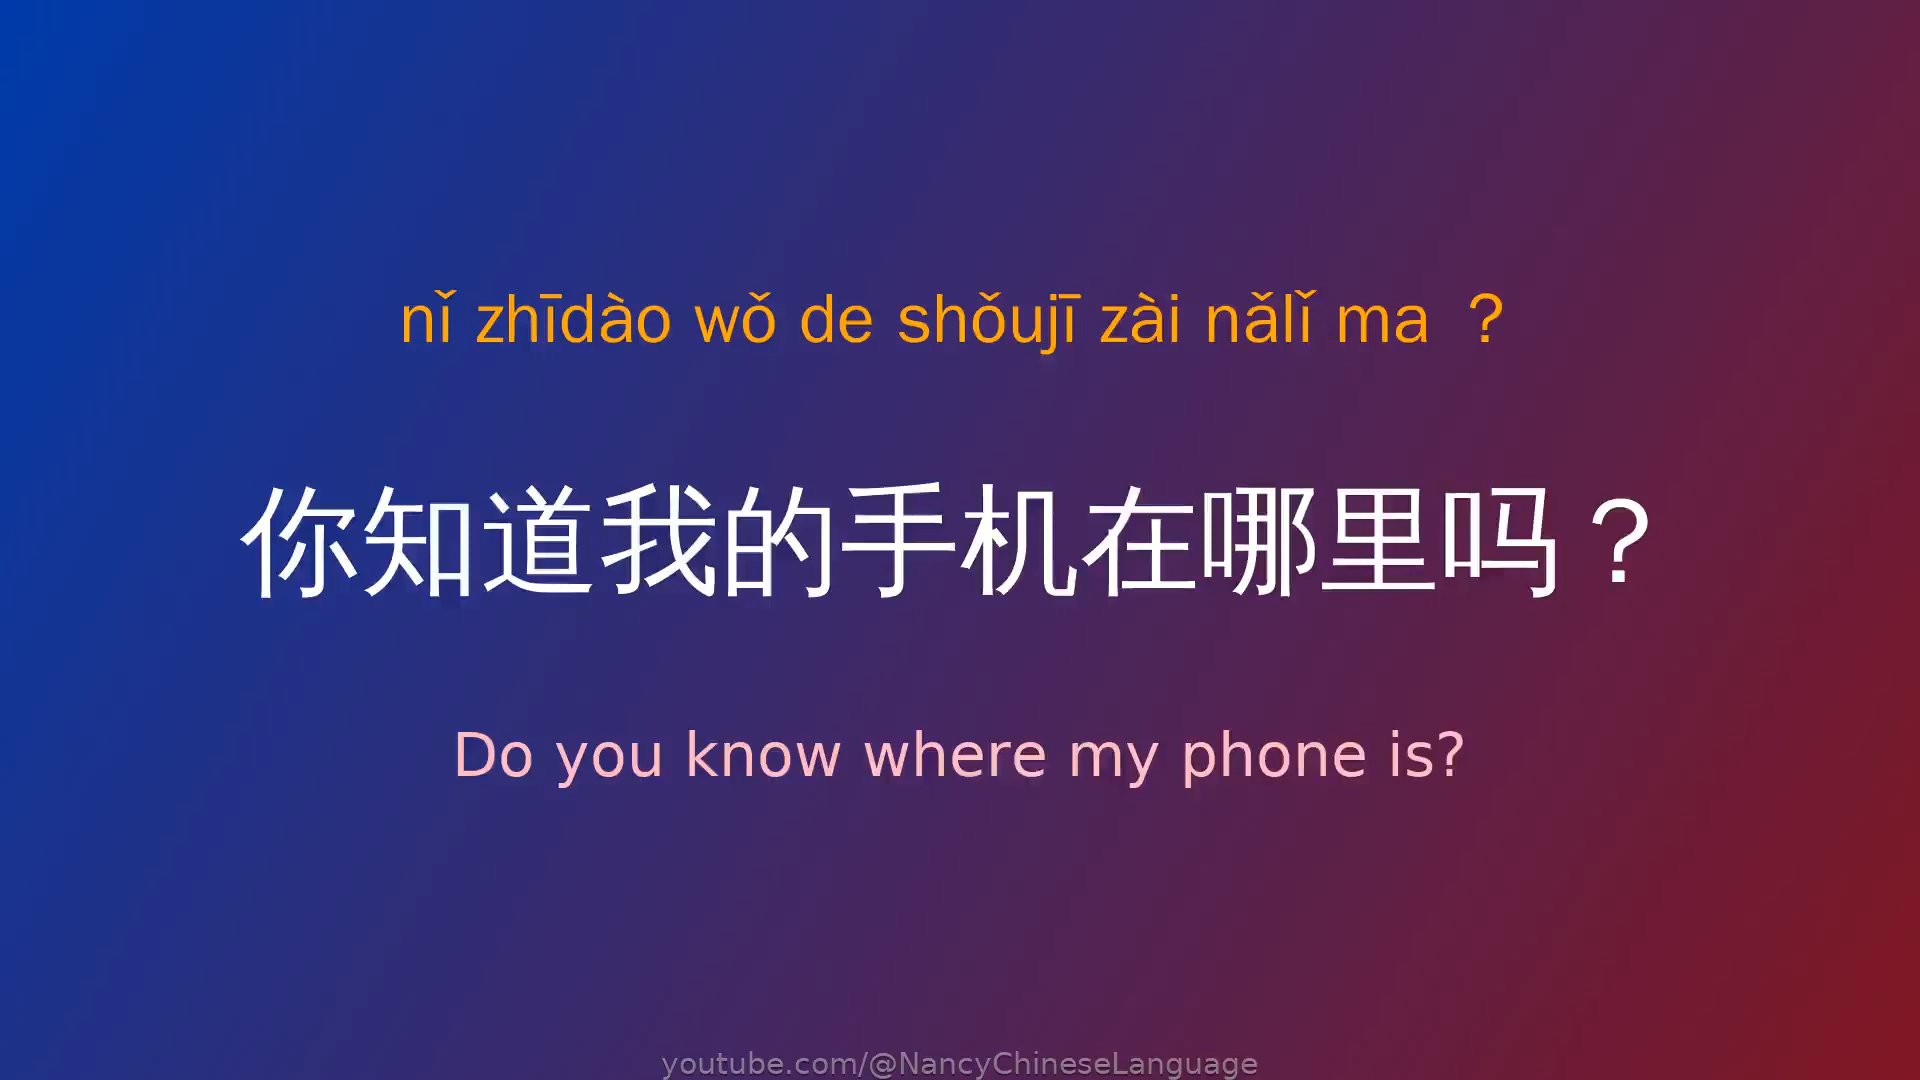 nǐ zhīdào wǒ de shǒujī zài nǎlǐ ma ？
你知道我的手机在哪里吗？
Do you know where my phone is?
youtube.com/@NancyChineseLanguage